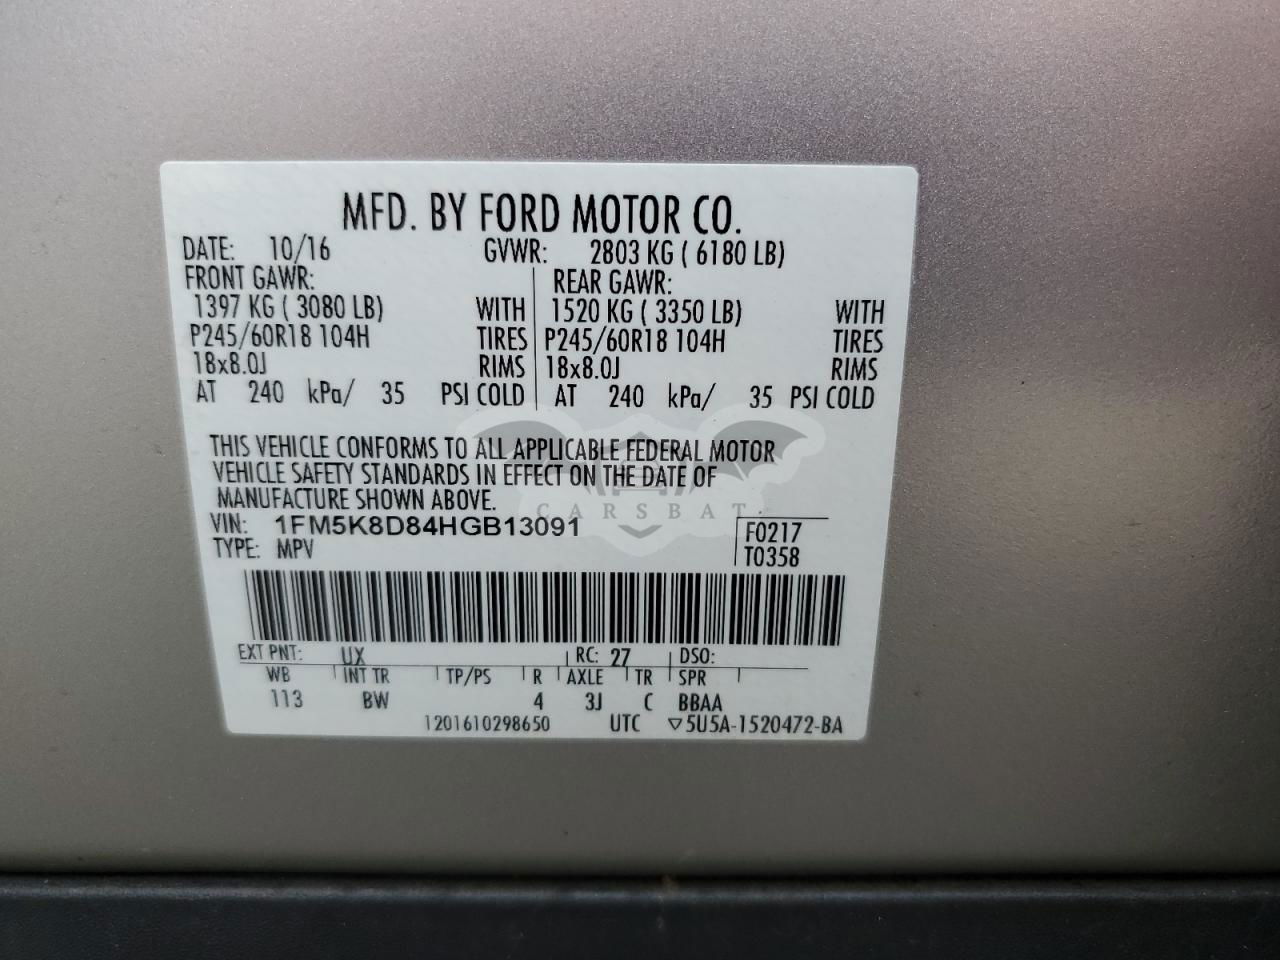 MFD. BY FORD MOTOR CO.
DATE: 10/16 GVWR: 2803 KG ( 6180 LB)
FRONT GAWR: REAR GAWR:
1397 KG ( 3080 LB) WITH 1520 KG ( 3350 LB) WITH
P245/60R18 104H TIRES P245/60R18 104H TIRES
18x8.0J RIMS 18x8.0J RIMS
AT 240 kPa/ 35 PSI COLD AT 240 kPa/ 35 PSI COLD
THIS VEHICLE CONFORMS TO ALL APPLICABLE FEDERAL MOTOR
VEHICLE SAFETY STANDARDS IN EFFECT ON THE DATE OF
MANUFACTURE SHOWN ABOVE.
CARSBAT
VIN: 1FM5K8D84HGB13091 F0217
TYPE: MPV T0358
EXT PNT: UX RC: 27 DSO:
WB INT TR TP/PS R AXLE TR SPR
113 BW 4 3J C BBAA
1201610298650 UTC ▽5U5A-1520472-BA